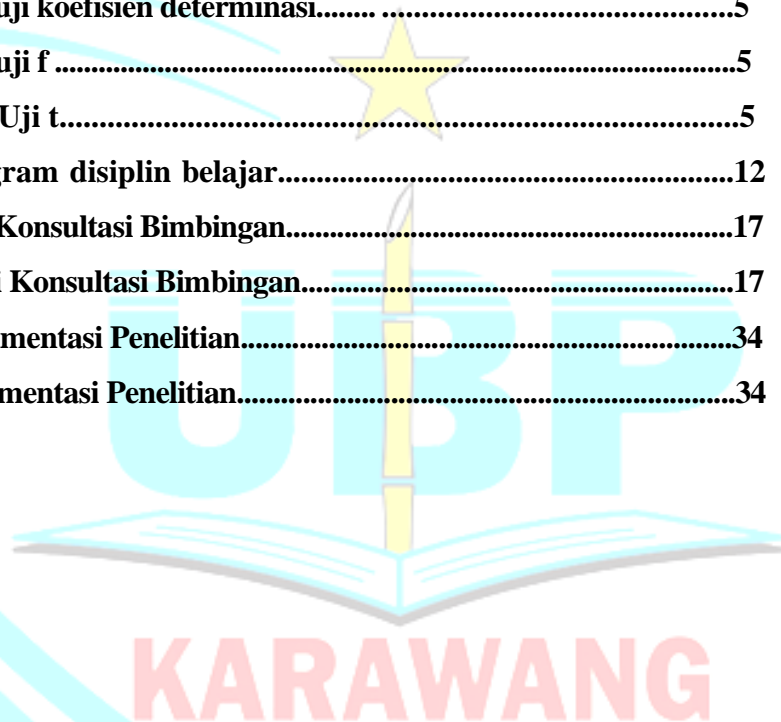 uji koefisien determinasi........ ................................................5
uji f ..............................................................................................5
Uji t..............................................................................................5
gram disiplin belajar...............................................................12
Konsultasi Bimbingan..............................................................17
i Konsultasi Bimbingan............................................................17
mentasi Penelitian....................................................................34
mentasi Penelitian.....................................................................34
UBP
KARAWANG